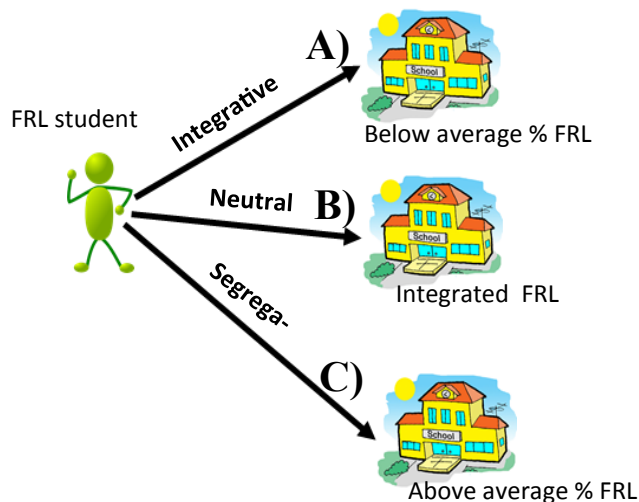 A)
School
Integrative
FRL student
Below average % FRL
Neutral
B)
School
Integrated FRL
Segrega-
C)
School
Above average % FRL